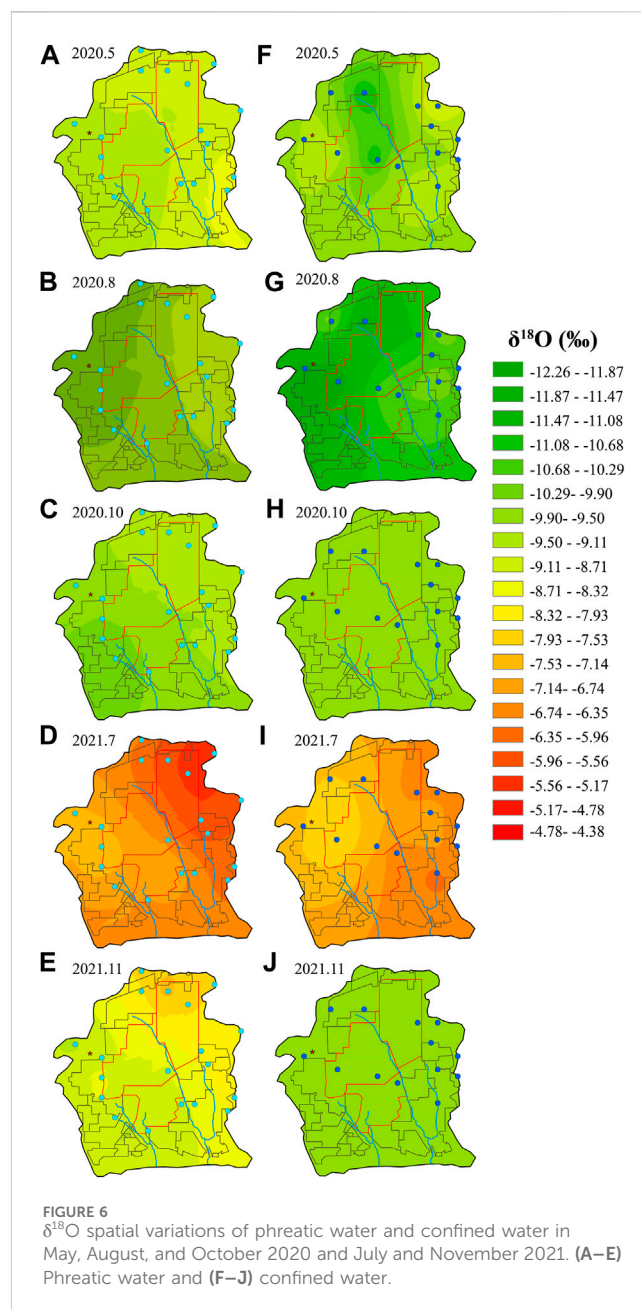 A 2020.5
F 2020.5
B 2020.8
G 2020.8
C 2020.10
H 2020.10
D 2021.7
I 2021.7
E 2021.11
J 2021.11
δ¹⁸O (‰)
-12.26 - -11.87
-11.87 - -11.47
-11.47 - -11.08
-11.08 - -10.68
-10.68 - -10.29
-10.29- -9.90
-9.90 - -9.50
-9.50 - -9.11
-9.11 - -8.71
-8.71 - -8.32
-8.32 - -7.93
-7.93 - -7.53
-7.53 - -7.14
-7.14 - -6.74
-6.74 - -6.35
-6.35 - -5.96
-5.96 - -5.56
-5.56 - -5.17
-5.17- -4.78
-4.78- -4.38
FIGURE 6
δ¹⁸O spatial variations of phreatic water and confined water in
May, August, and October 2020 and July and November 2021. (A–E)
Phreatic water and (F–J) confined water.